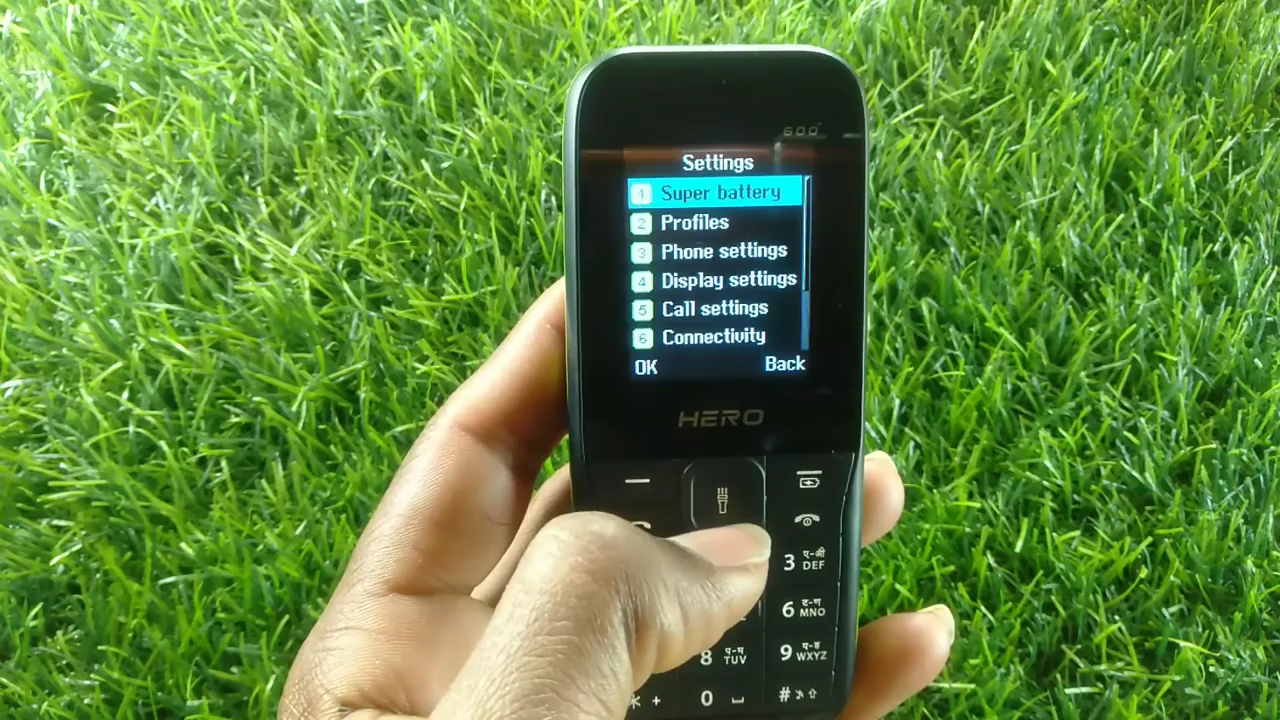 600
Settings
1 Super battery
2 Profiles
3 Phone settings
4 Display settings
5 Call settings
6 Connectivity
OK Back
HERO
3 ए-औ DEF
6 ट-ण MNO
8 प-म TUV
9 य-ह WXYZ
* + 0 #